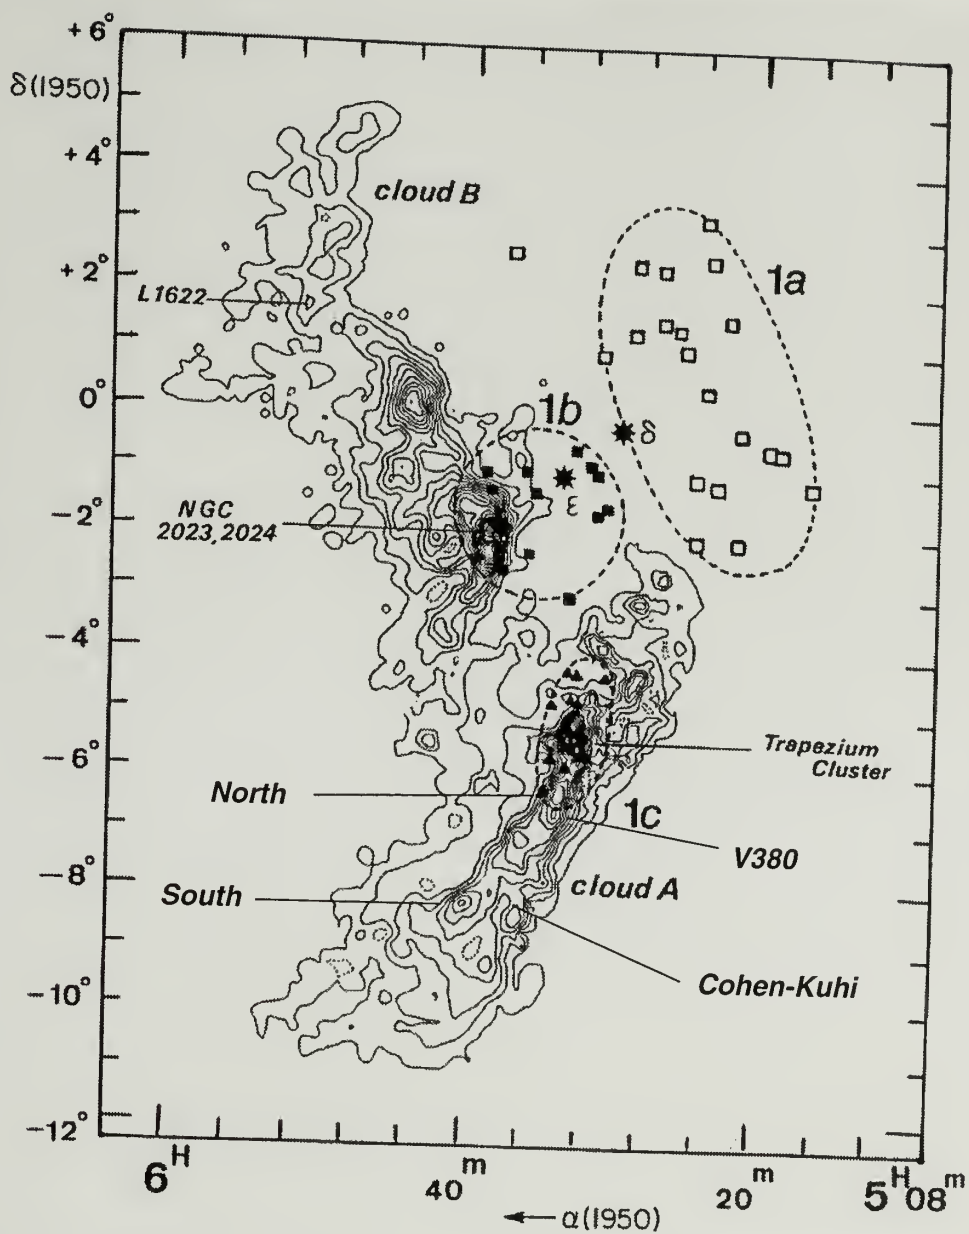 +6°
δ(1950)
+4°
cloud B
1a
+2°
L1622
0°
1b
δ
ε
-2°
NGC
2023,2024
-4°
Trapezium
Cluster
-6°
North
1c
V380
-8°
cloud A
South
Cohen-Kuhi
-10°
-12°
6H
40m
20m
5H08m
← α(1950)